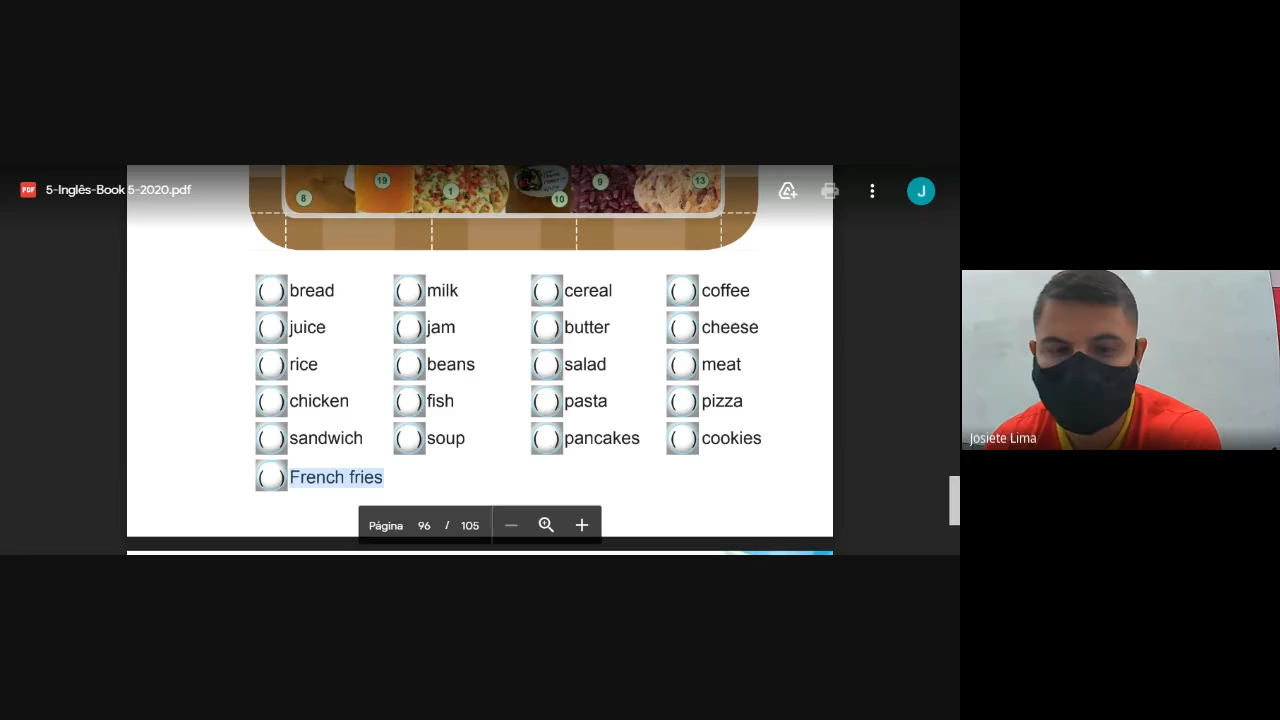 5-Inglês-Book 5-2020.pdf
J
19
1
9
13
8
10
( ) bread ( ) milk ( ) cereal ( ) coffee
( ) juice ( ) jam ( ) butter ( ) cheese
( ) rice ( ) beans ( ) salad ( ) meat
( ) chicken ( ) fish ( ) pasta ( ) pizza
( ) sandwich ( ) soup ( ) pancakes ( ) cookies
( ) French fries
Página 96 / 105
Josiete Lima